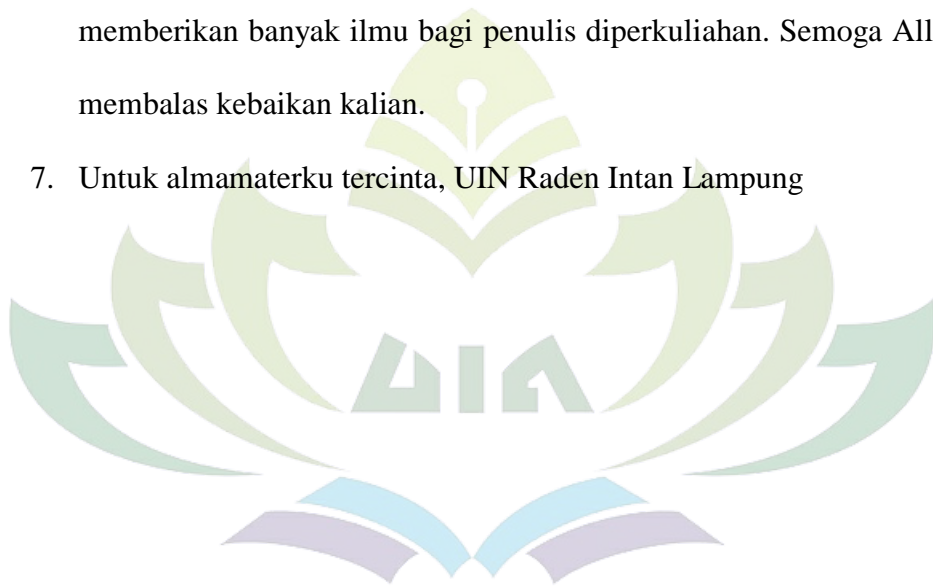 memberikan banyak ilmu bagi penulis diperkuliahan. Semoga All
membalas kebaikan kalian.
7. Untuk almamaterku tercinta, UIN Raden Intan Lampung
UIN